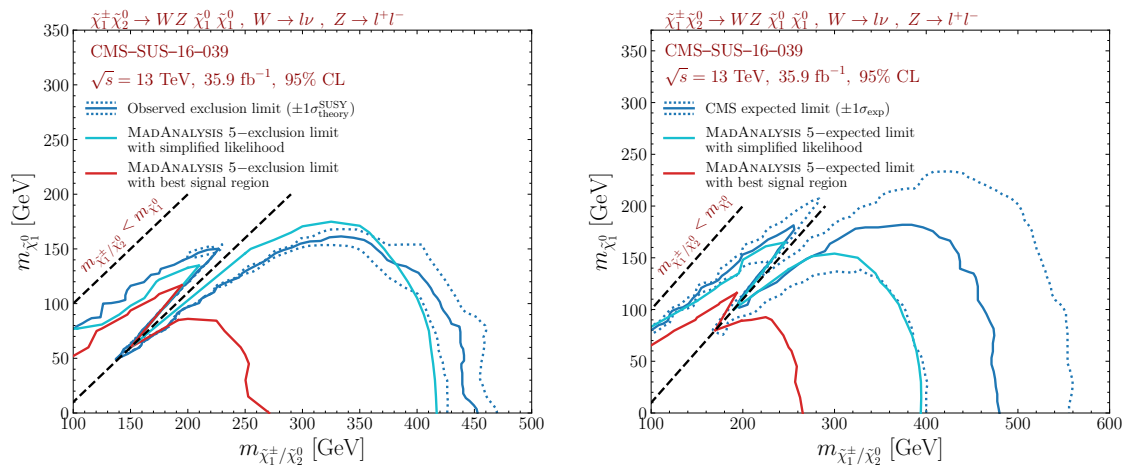 χ̃₁±χ̃₂⁰ → WZ χ̃₁⁰ χ̃₁⁰ , W → lν , Z → l⁺l⁻
CMS–SUS–16–039
√s = 13 TeV, 35.9 fb⁻¹, 95% CL
Observed exclusion limit (±1σ_theory^SUSY)
MadAnalysis 5−exclusion limit
with simplified likelihood
MadAnalysis 5−exclusion limit
with best signal region
m_χ̃₁±/χ̃₂⁰ < m_χ̃₁⁰
m_χ̃₁⁰ [GeV]
350
300
250
200
150
100
50
0
100 150 200 250 300 350 400 450 500
m_χ̃₁±/χ̃₂⁰ [GeV]
χ̃₁±χ̃₂⁰ → WZ χ̃₁⁰ χ̃₁⁰ , W → lν , Z → l⁺l⁻
CMS–SUS–16–039
√s = 13 TeV, 35.9 fb⁻¹, 95% CL
CMS expected limit (±1σ_exp)
MadAnalysis 5−expected limit
with simplified likelihood
MadAnalysis 5−expected limit
with best signal region
m_χ̃₁±/χ̃₂⁰ < m_χ̃₁⁰
m_χ̃₁⁰ [GeV]
350
300
250
200
150
100
50
0
100 200 300 400 500 600
m_χ̃₁±/χ̃₂⁰ [GeV]